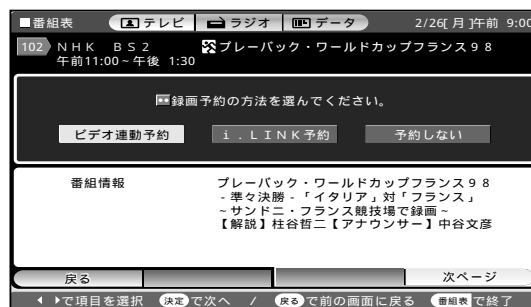 ■番組表 テレビ ラジオ データ 2/26[月]午前 9:00
102 NHK BS2 プレーバック・ワールドカップフランス98
午前11:00~午後 1:30
録画予約の方法を選んでください。
ビデオ連動予約 i.LINK予約 予約しない
番組情報 プレーバック・ワールドカップフランス98
-準々決勝-「イタリア」対「フランス」
~サンドニ・フランス競技場で録画~
【解説】柱谷哲二【アナウンサー】中谷文彦
戻る 次ページ
で項目を選択 決定で次へ / 戻るで前の画面に戻る 番組表で終了